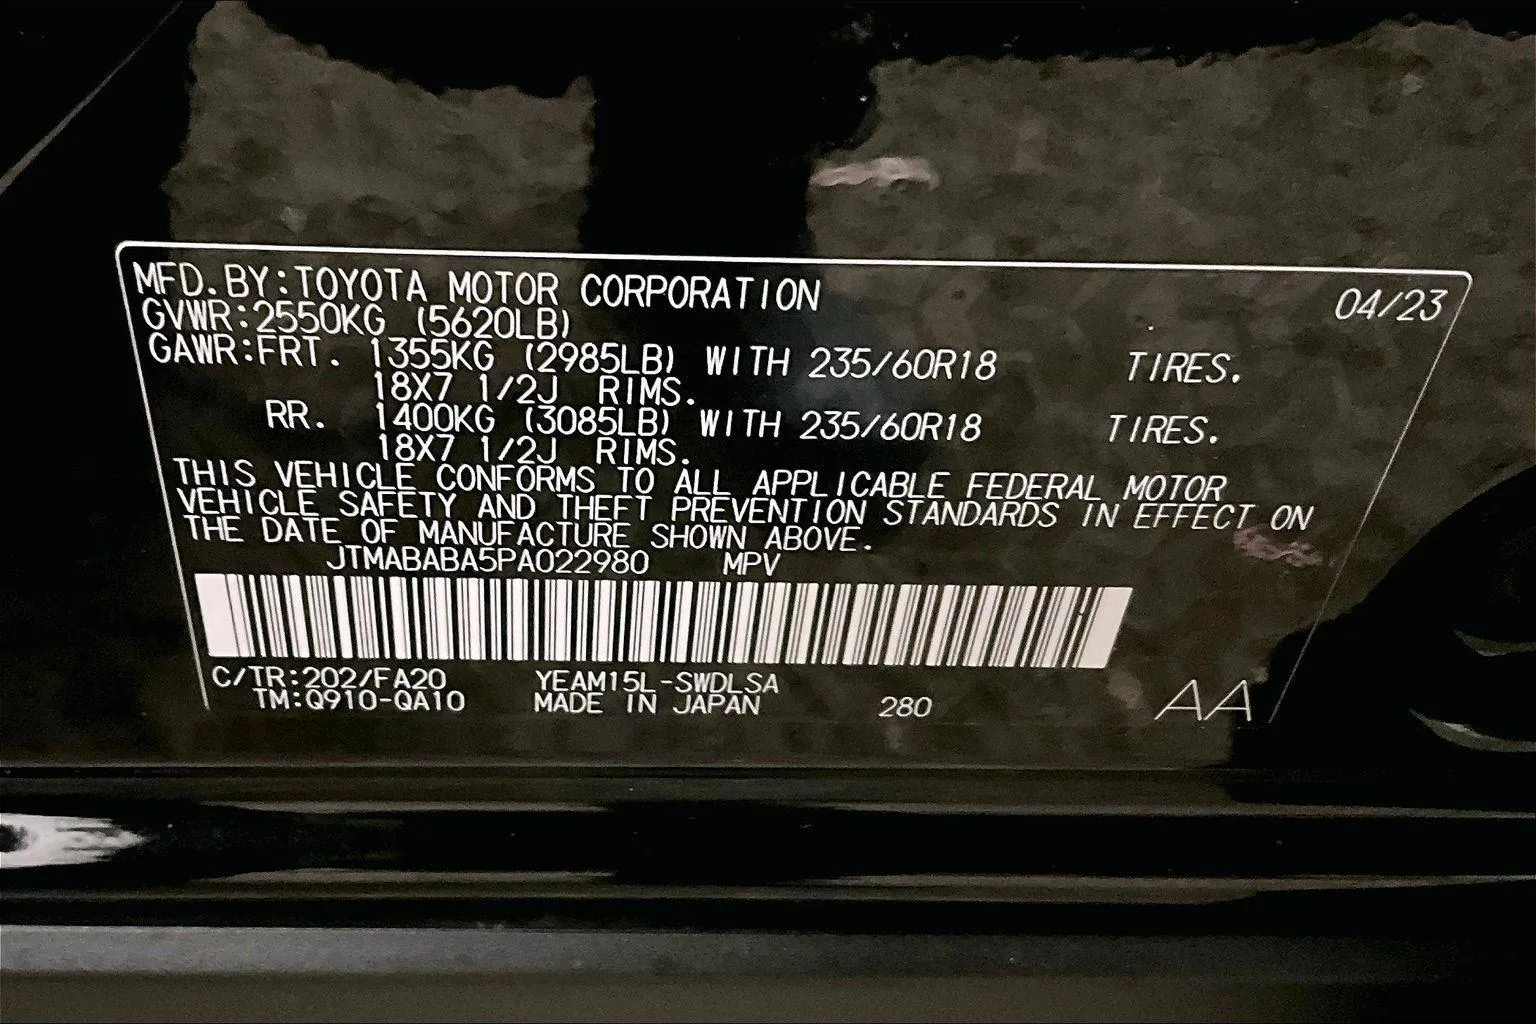 MFD.BY:TOYOTA MOTOR CORPORATION 04/23
GVWR:2550KG (5620LB)
GAWR:FRT. 1355KG (2985LB) WITH 235/60R18 TIRES.
18X7 1/2J RIMS.
RR. 1400KG (3085LB) WITH 235/60R18 TIRES.
18X7 1/2J RIMS.
THIS VEHICLE CONFORMS TO ALL APPLICABLE FEDERAL MOTOR
VEHICLE SAFETY AND THEFT PREVENTION STANDARDS IN EFFECT ON
THE DATE OF MANUFACTURE SHOWN ABOVE.
JTMABABA5PA022980 MPV
C/TR:202/FA20 YEAM15L-SWDLSA
TM:Q910-QA10 MADE IN JAPAN 280 AA